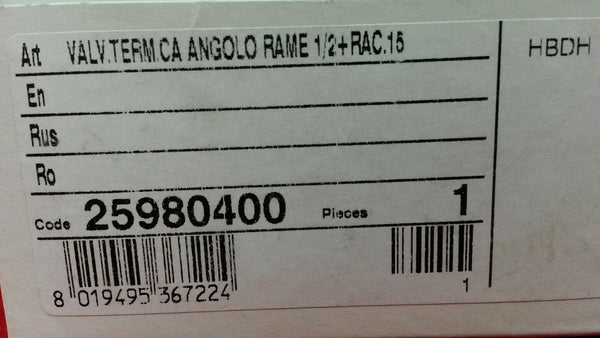 Art VALV.TERM.CA ANGOLO RAME 1/2+RAC.15
HBDH
En
Rus
Ro
Code 25980400 Pieces 1
8 019495 367224
1